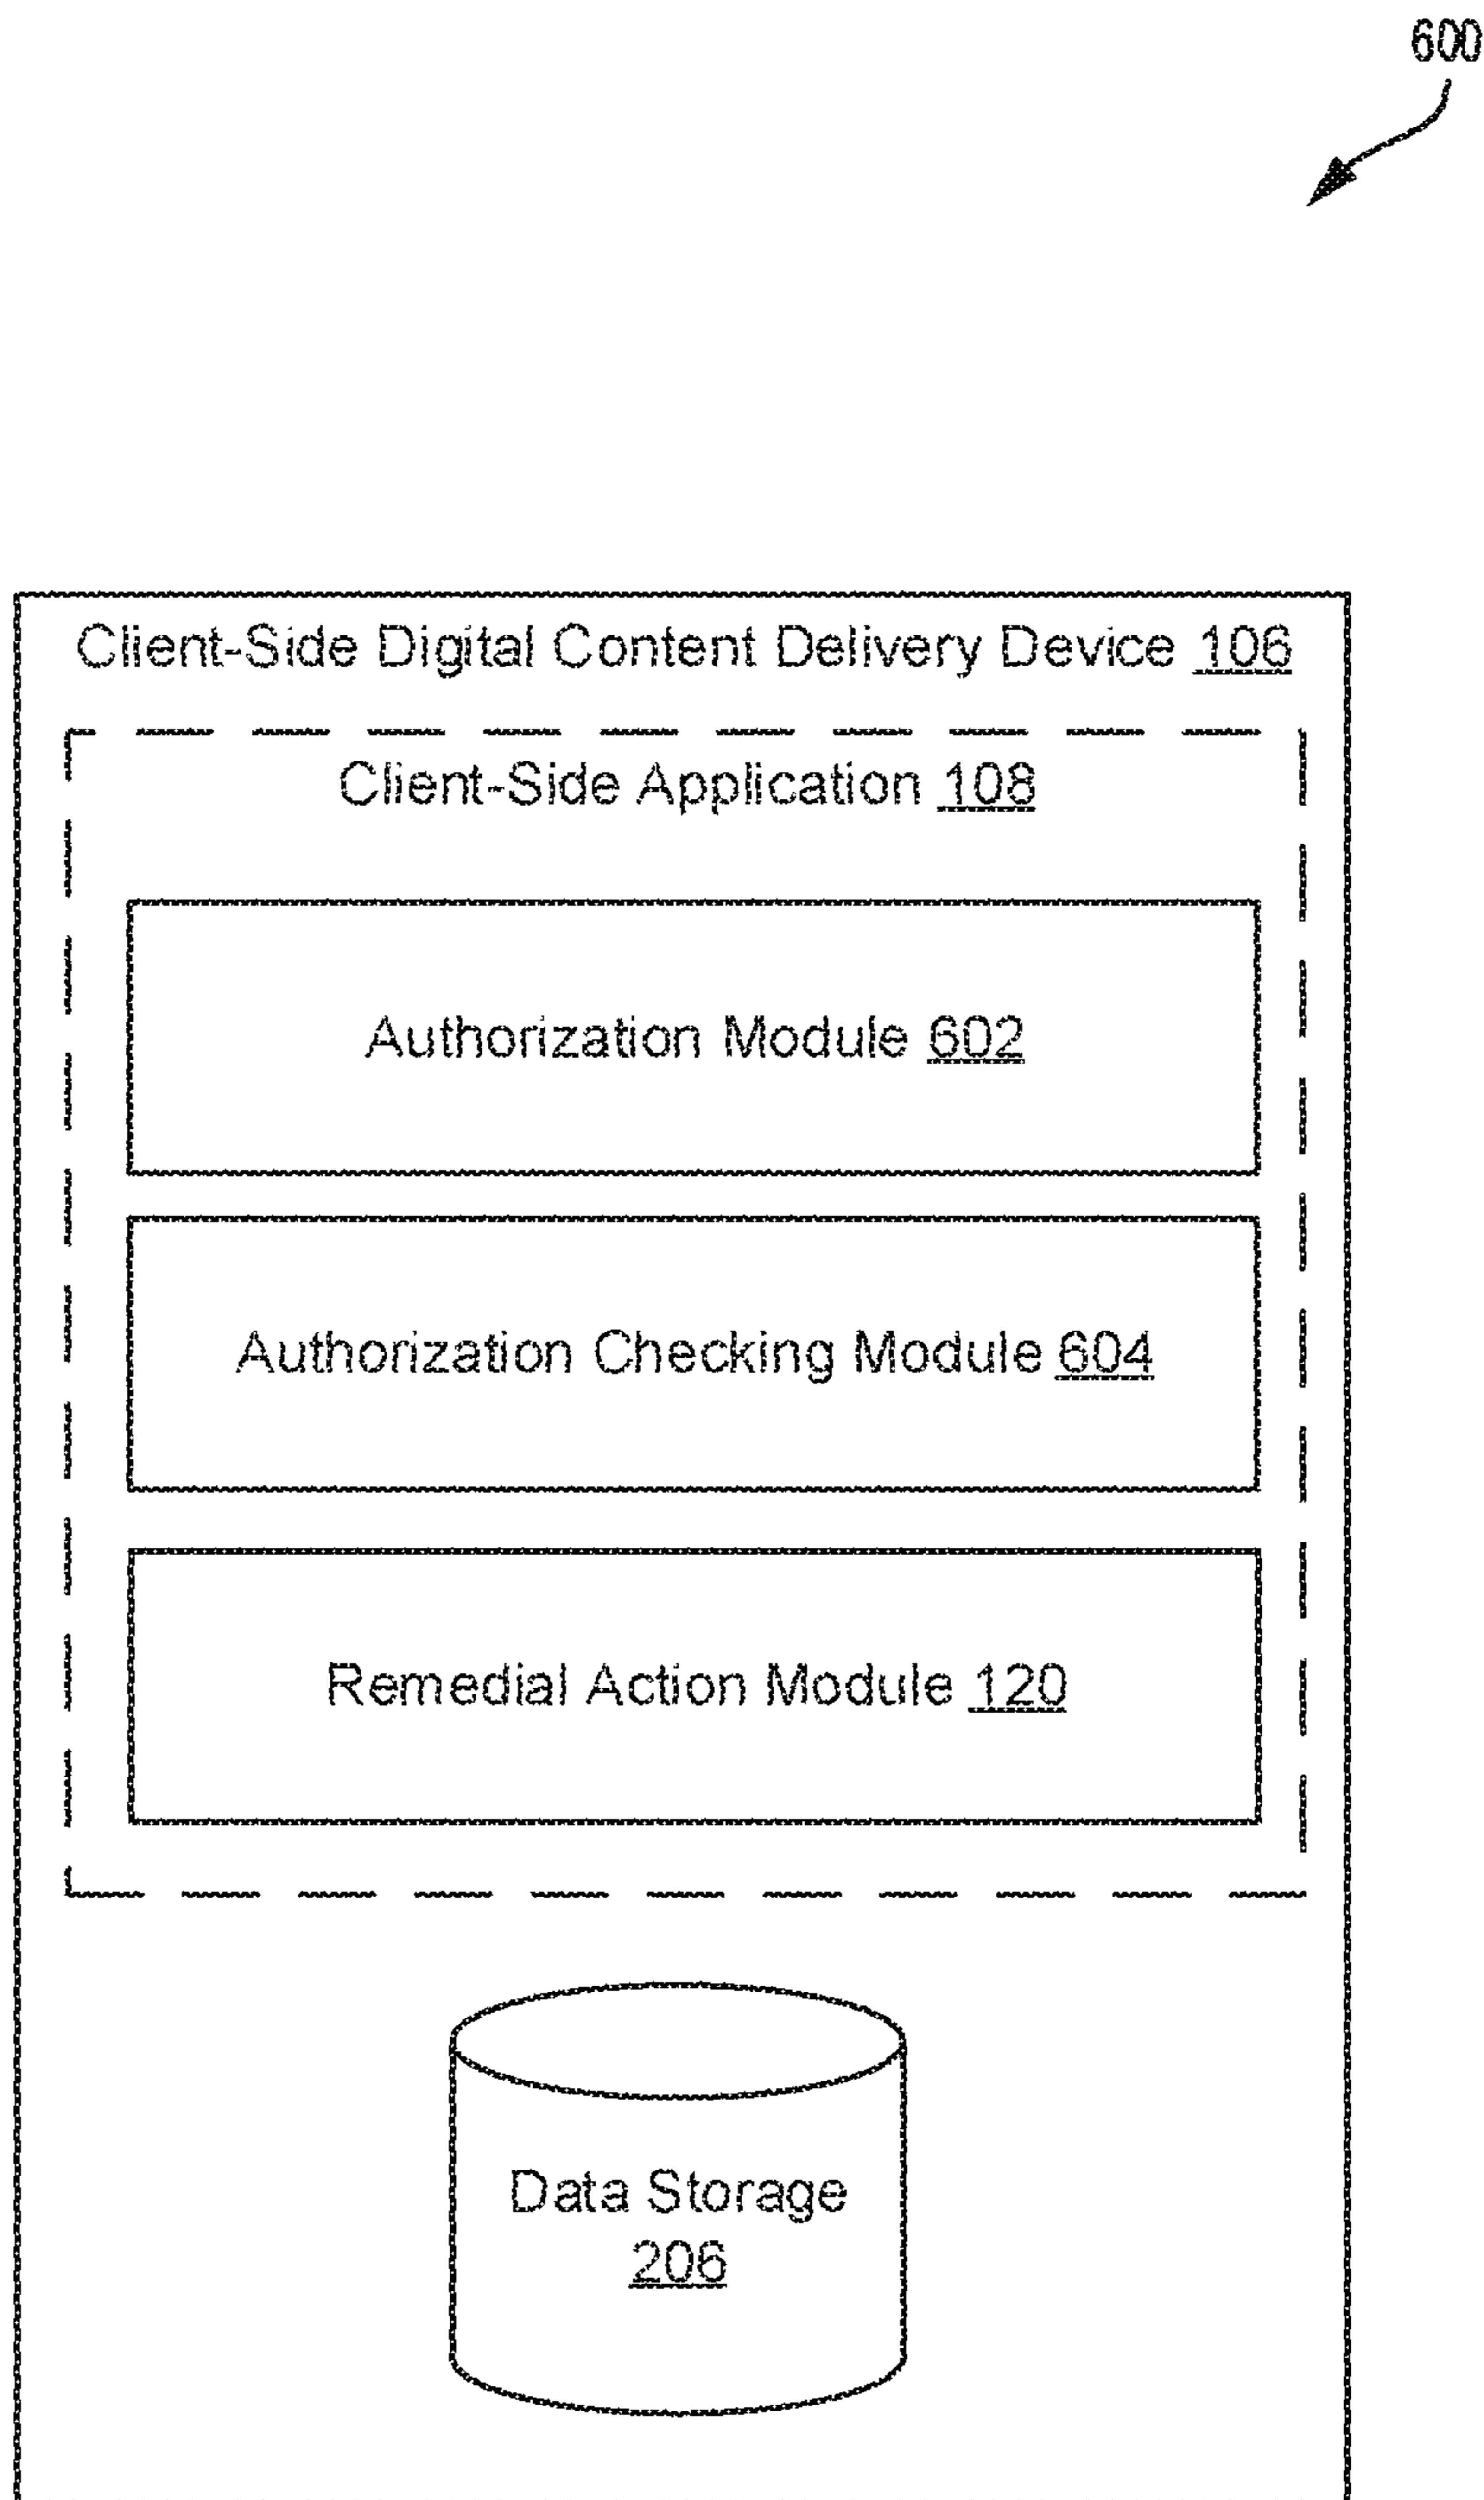 600
Client-Side Digital Content Delivery Device 106
Client-Side Application 108
Authorization Module 602
Authorization Checking Module 604
Remedial Action Module 120
Data Storage
206